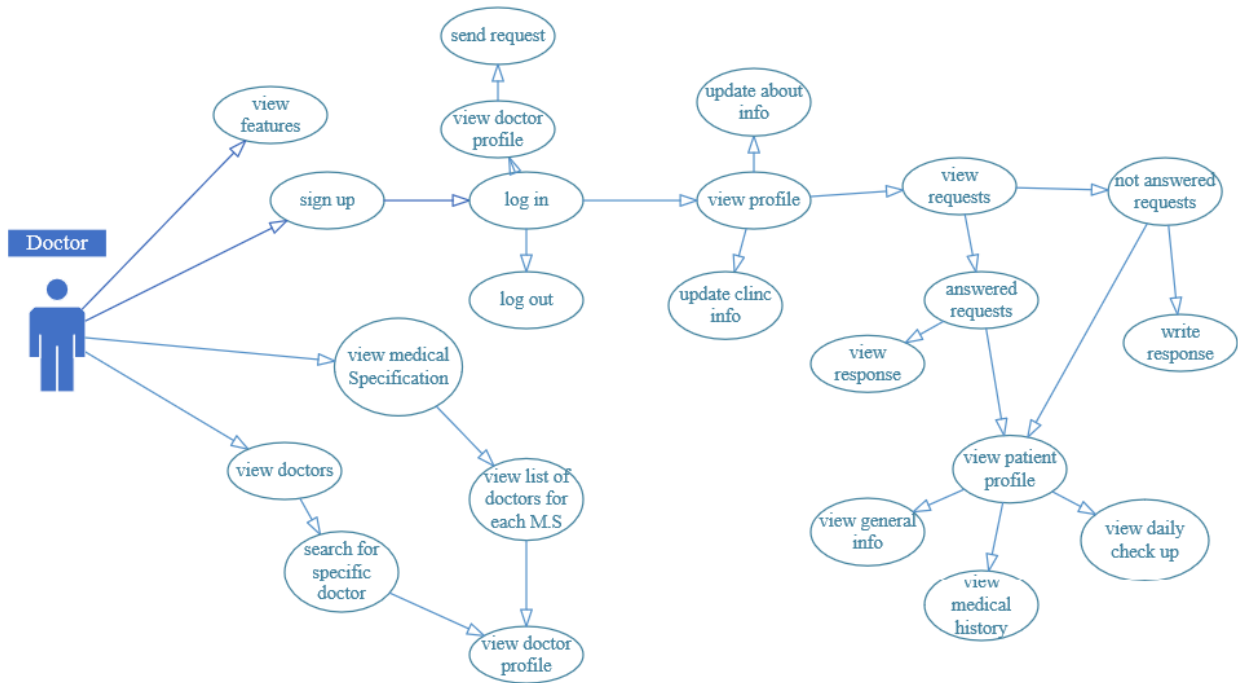 send request
view
features
view doctor
profile
update about
info
sign up
log in
view profile
view
requests
not answered
requests
Doctor
log out
update clinc
info
answered
requests
view
response
write
response
view medical
Specification
view doctors
view list of
doctors for
each M.S
view patient
profile
view general
info
view daily
check up
search for
specific
doctor
view
medical
history
view doctor
profile